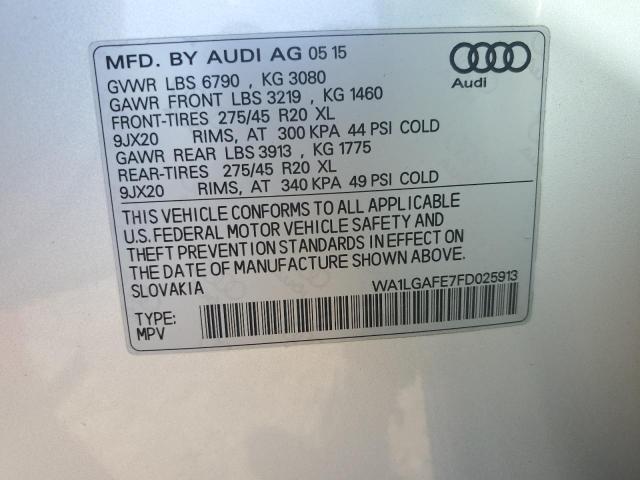 MFD. BY AUDI AG 05 15
Audi
GVWR LBS 6790 , KG 3080
GAWR FRONT LBS 3219 , KG 1460
FRONT-TIRES 275/45 R20 XL
9JX20 RIMS, AT 300 KPA 44 PSI COLD
GAWR REAR LBS 3913 , KG 1775
REAR-TIRES 275/45 R20 XL
9JX20 RIMS, AT 340 KPA 49 PSI COLD
THIS VEHICLE CONFORMS TO ALL APPLICABLE
U.S. FEDERAL MOTOR VEHICLE SAFETY AND
THEFT PREVENTION STANDARDS IN EFFECT ON
THE DATE OF MANUFACTURE SHOWN ABOVE.
SLOVAKIA WA1LGAFE7FD025913
TYPE:
MPV